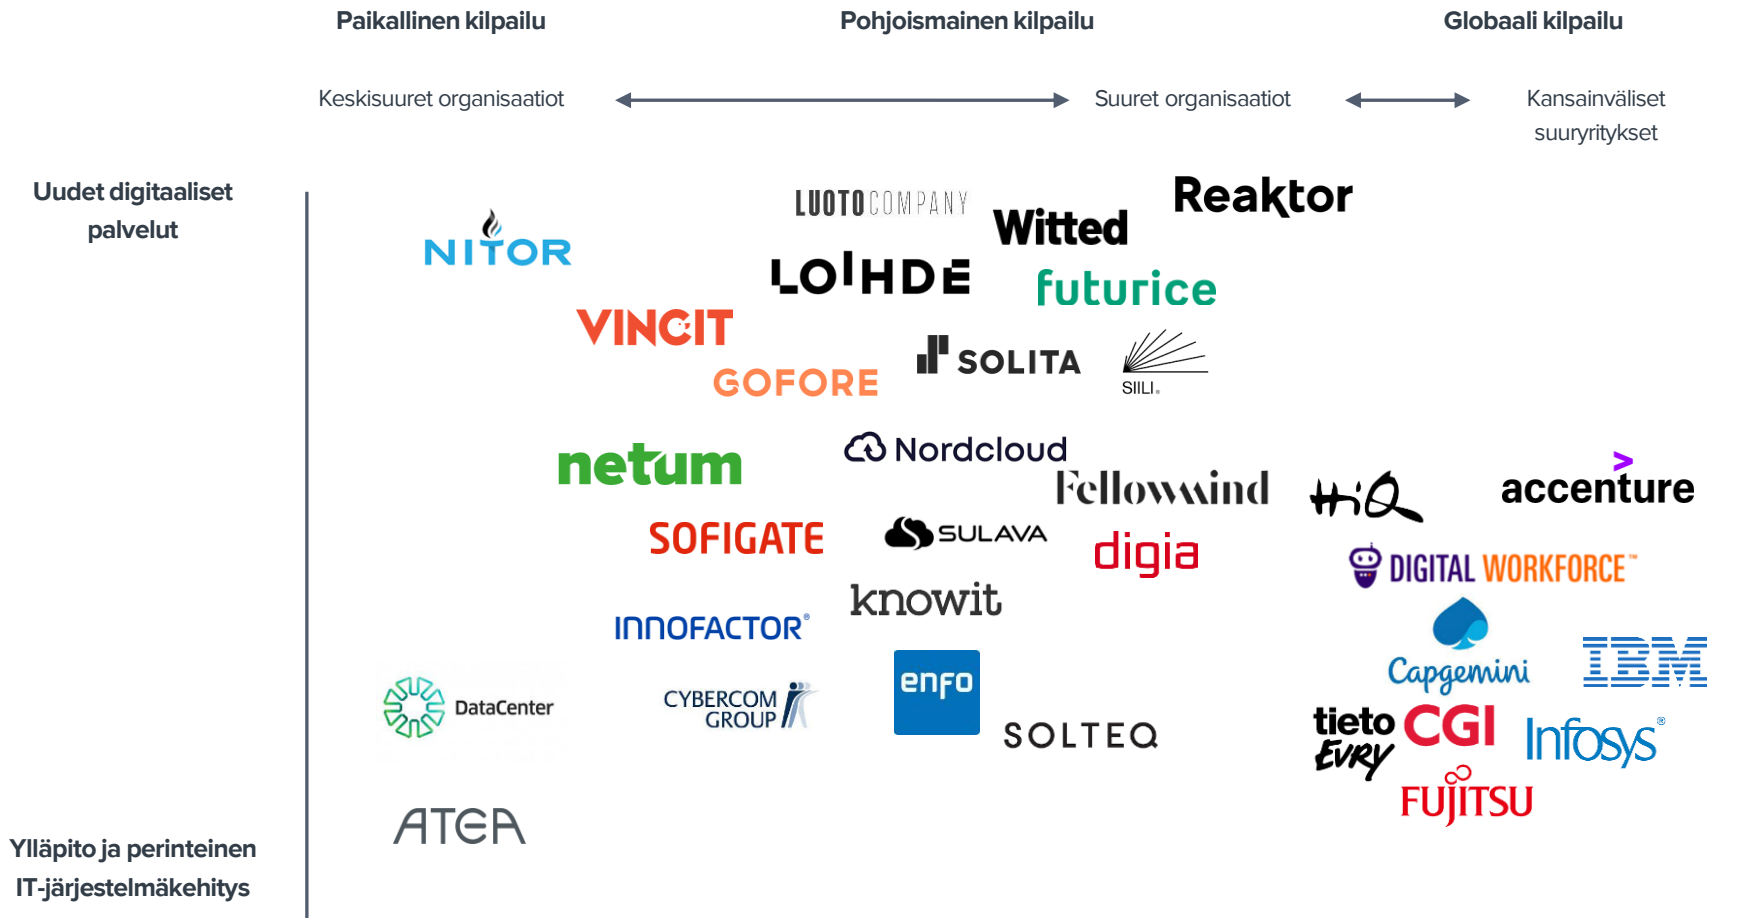 Paikallinen kilpailu
Pohjoismainen kilpailu
Globaali kilpailu
Keskisuuret organisaatiot
Suuret organisaatiot
Kansainväliset
suuryritykset
Uudet digitaaliset
palvelut
Reaktor
LUOTOCOMPANY
Witted
NITOR
LOIHDE
futurice
VINCIT
SOLITA
SIILI®
GOFORE
Nordcloud
netum
accenture
Fellowmind
HiQ
SOFIGATE
SULAVA
digia
DIGITAL WORKFORCE™
knowit
INNOFACTOR®
Capgemini
IBM
enfo
DataCenter
CYBERCOM
GROUP
SOLTEQ
tieto
EVRY
CGI
Infosys®
FUJITSU
ATEA
Ylläpito ja perinteinen
IT-järjestelmäkehitys